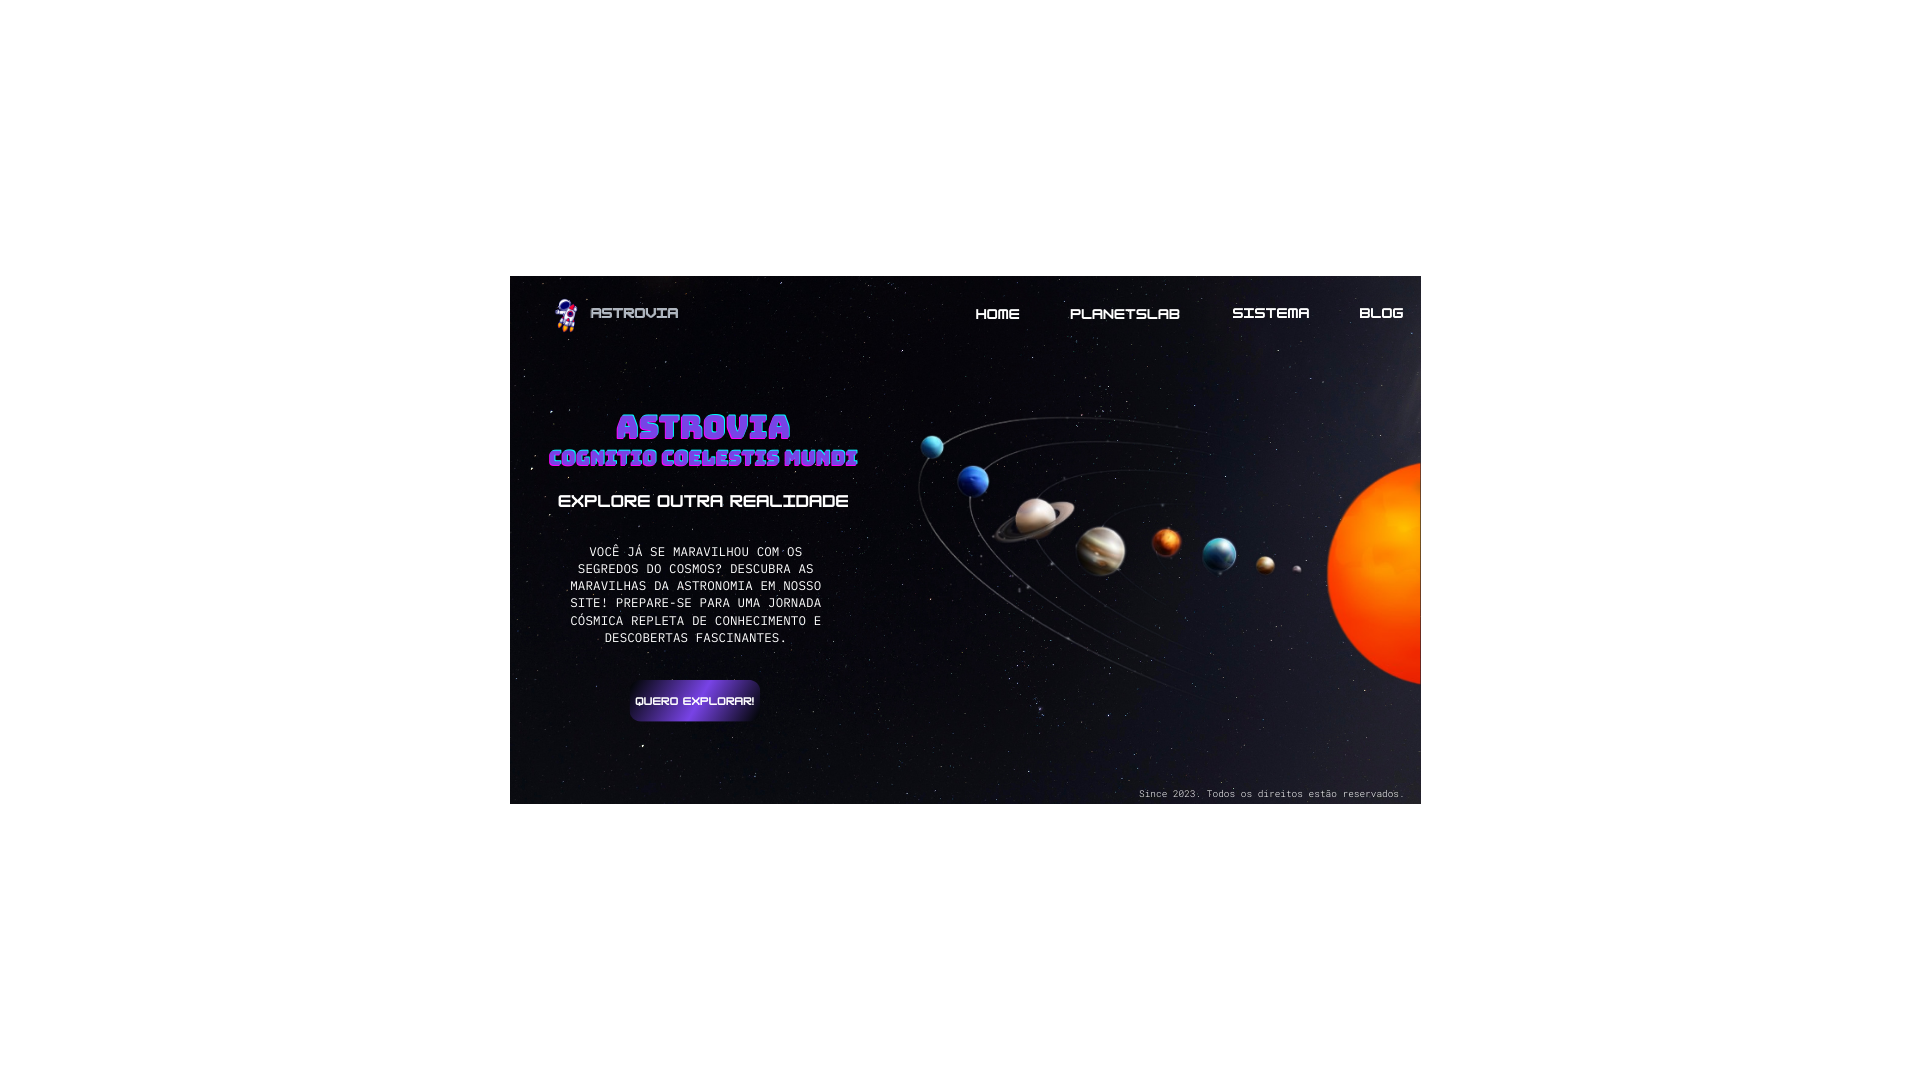 ASTROVIA
HOME
PLANETSLAB
SISTEMA
BLOG
ASTROVIA
COGNITIO COELESTIS MUNDI
EXPLORE OUTRA REALIDADE
VOCÊ JÁ SE MARAVILHOU COM OS
SEGREDOS DO COSMOS? DESCUBRA AS
MARAVILHAS DA ASTRONOMIA EM NOSSO
SITE! PREPARE-SE PARA UMA JORNADA
CÓSMICA REPLETA DE CONHECIMENTO E
DESCOBERTAS FASCINANTES.
QUERO EXPLORAR!
Since 2023. Todos os direitos estão reservados.